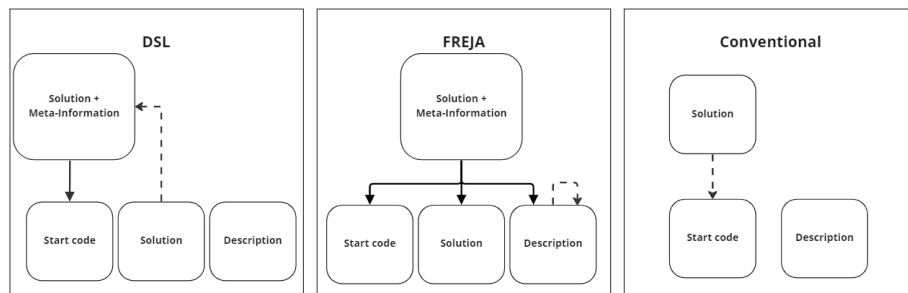 DSL
Solution +
Meta-Information
Start code
Solution
Description
FREJA
Solution +
Meta-Information
Start code
Solution
Description
Conventional
Solution
Start code
Description